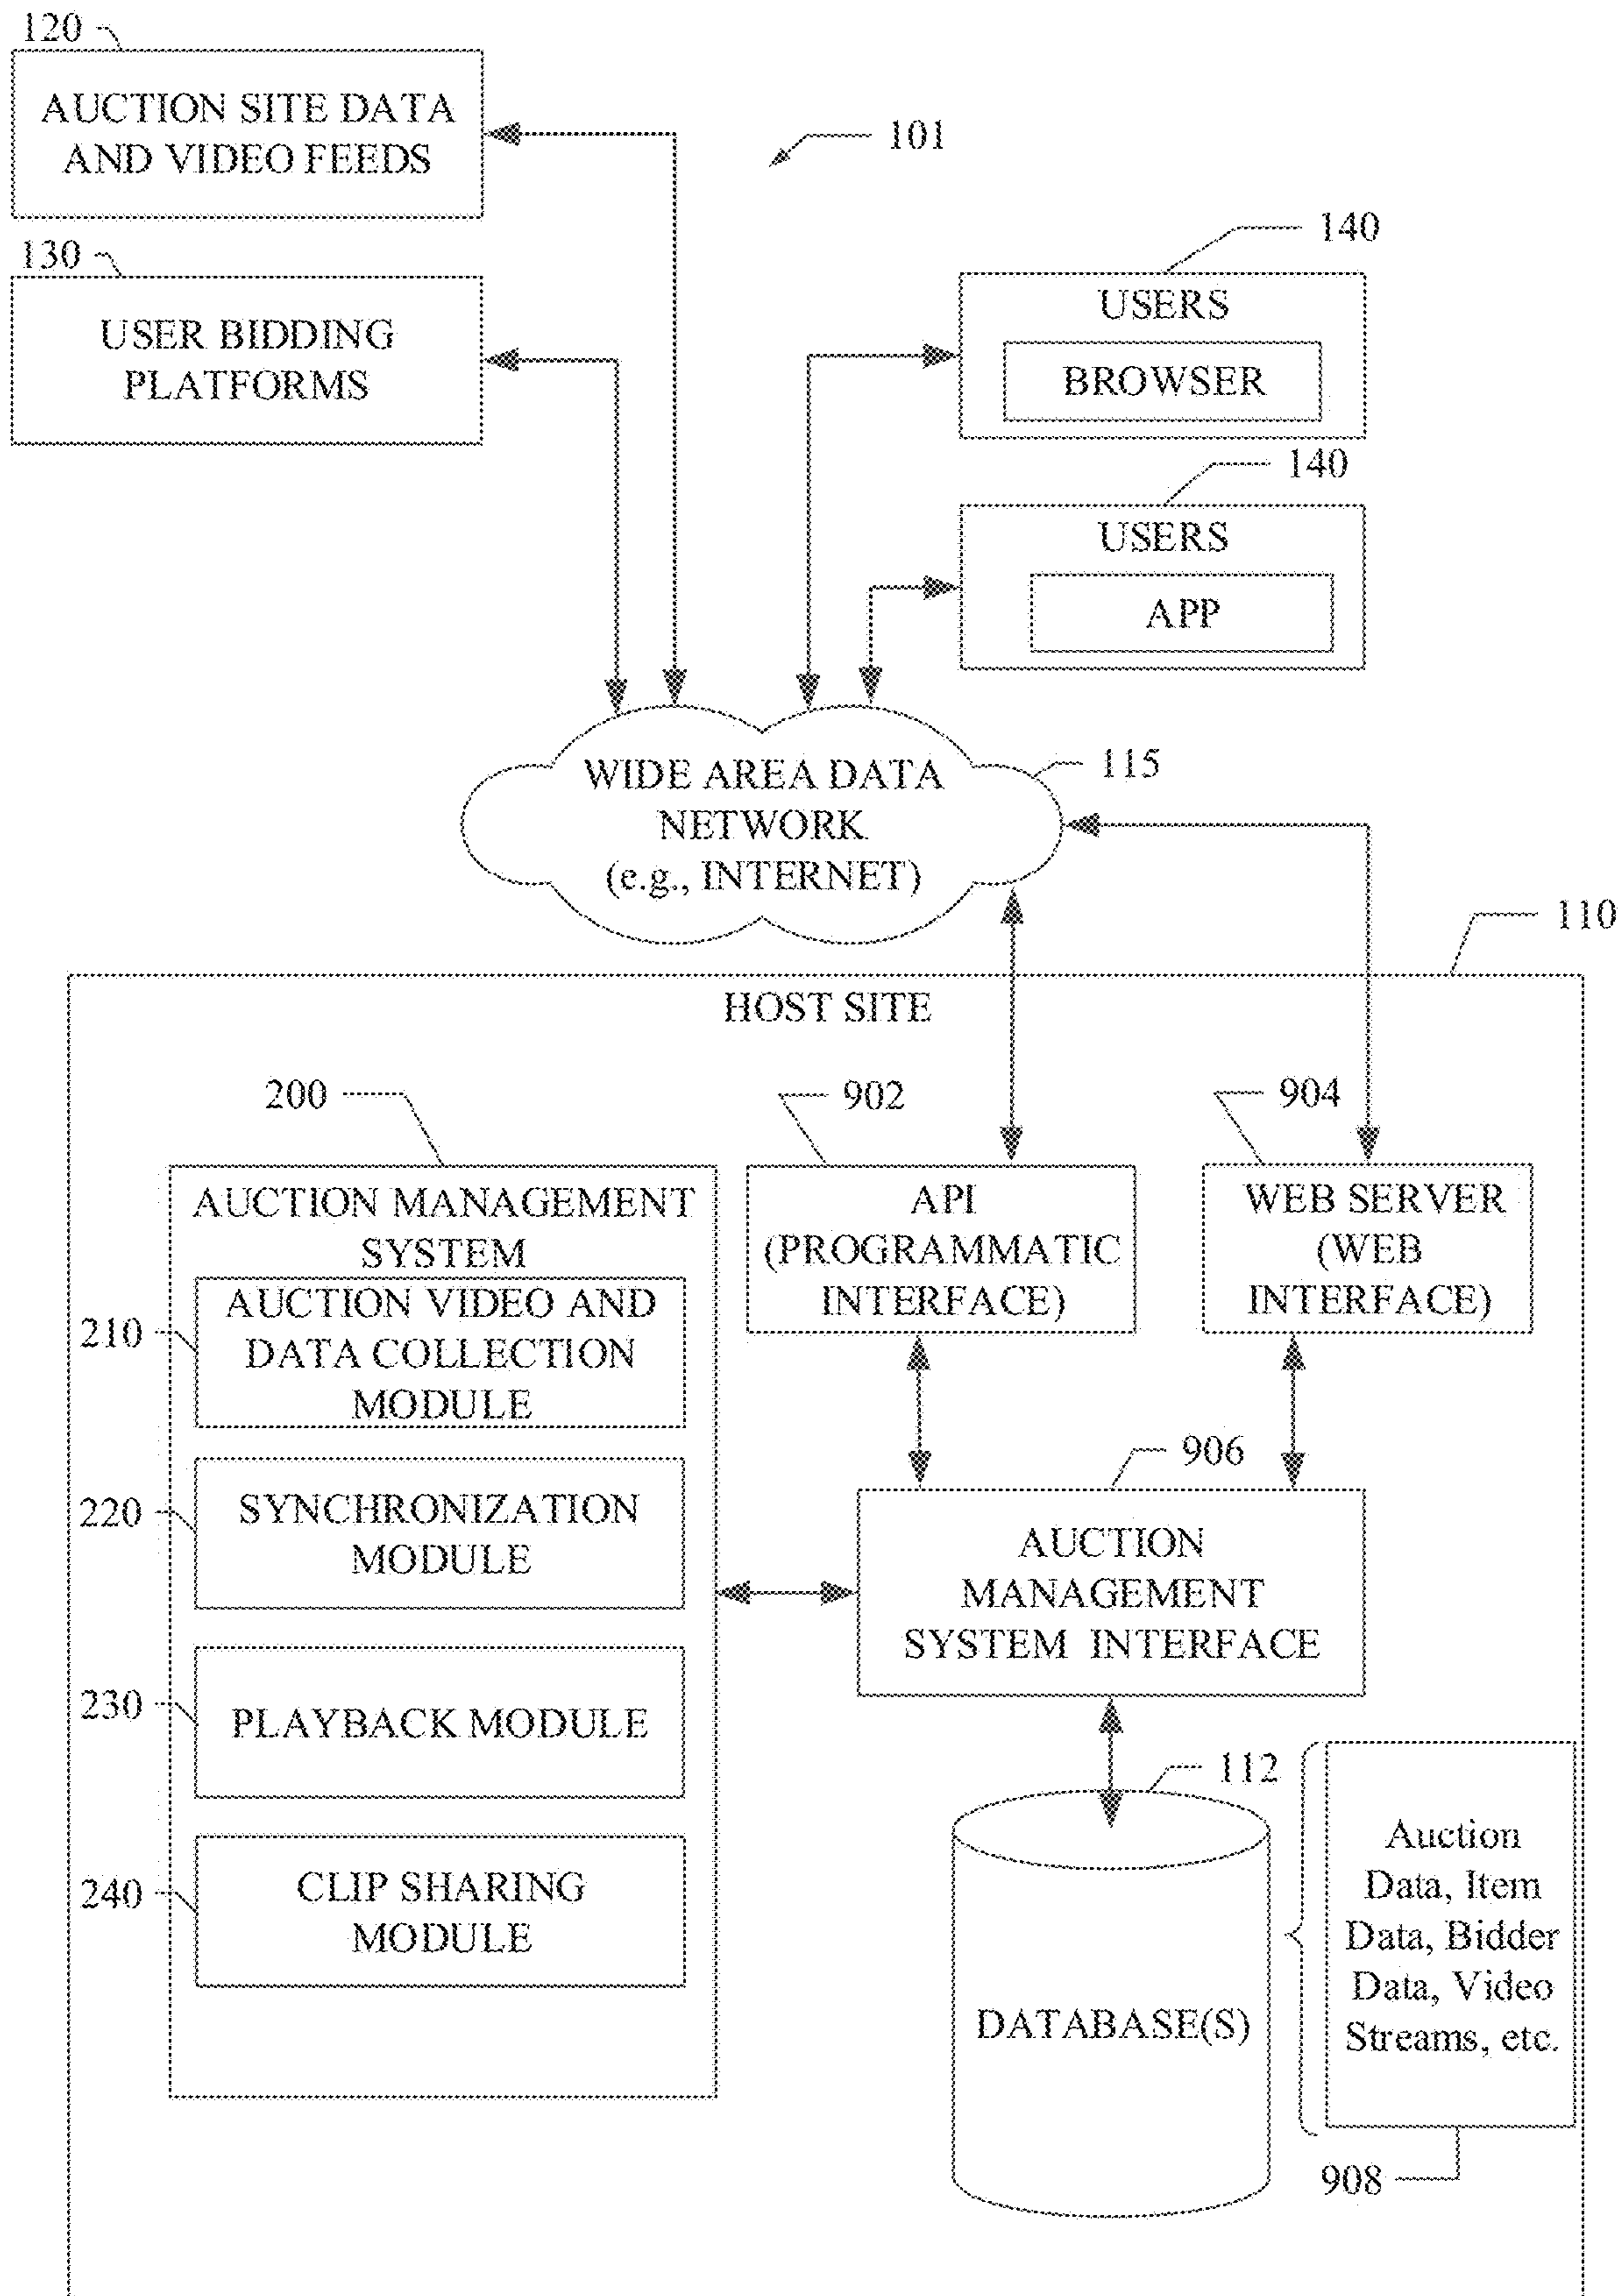 120
AUCTION SITE DATA
AND VIDEO FEEDS
101
130
USER BIDDING
PLATFORMS
140
USERS
BROWSER
140
USERS
APP
WIDE AREA DATA
NETWORK
(e.g., INTERNET)
115
110
HOST SITE
200
AUCTION MANAGEMENT
SYSTEM
210
AUCTION VIDEO AND
DATA COLLECTION
MODULE
220
SYNCHRONIZATION
MODULE
230
PLAYBACK MODULE
240
CLIP SHARING
MODULE
902
API
(PROGRAMMATIC
INTERFACE)
904
WEB SERVER
(WEB
INTERFACE)
906
AUCTION
MANAGEMENT
SYSTEM INTERFACE
112
DATABASE(S)
Auction
Data, Item
Data, Bidder
Data, Video
Streams, etc.
908